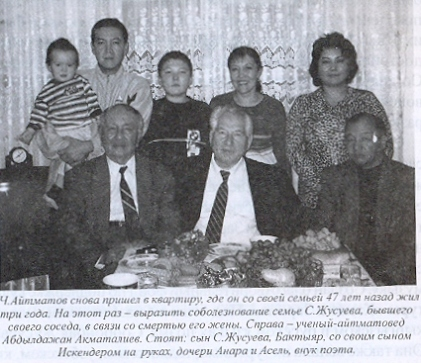 Ч.Айтматов снова пришел в квартиру, где он со своей семьей 47 лет назад жил
три года. На этот раз – выразить соболезнование семье С.Жусуева, бывшего
своего соседа, в связи со смертью его жены. Справа – ученый-айтматовед
Абдылдажан Акматалиев. Стоят: сын С.Жусуева, Бактыяр, со своим сыном
Искендером на руках, дочери Анара и Асель, внук поэта.